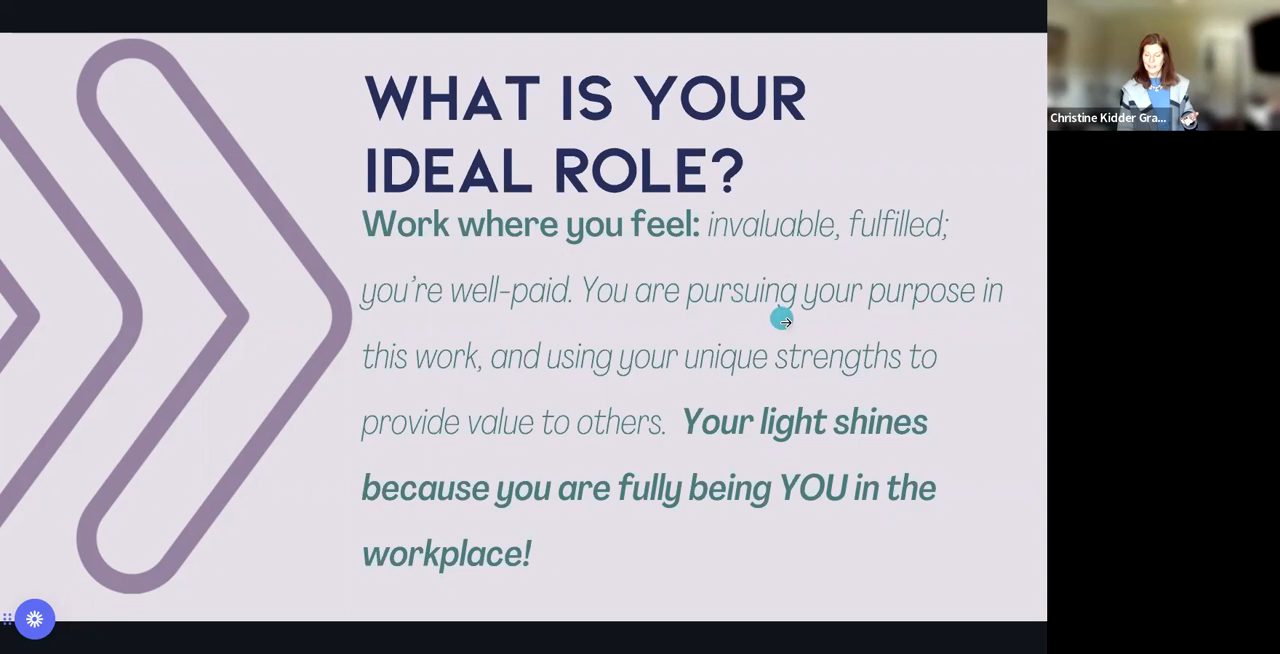 WHAT IS YOUR
IDEAL ROLE?
Work where you feel: invaluable, fulfilled;
you’re well-paid. You are pursuing your purpose in
this work, and using your unique strengths to
provide value to others. Your light shines
because you are fully being YOU in the
workplace!
Christine Kidder Gra...